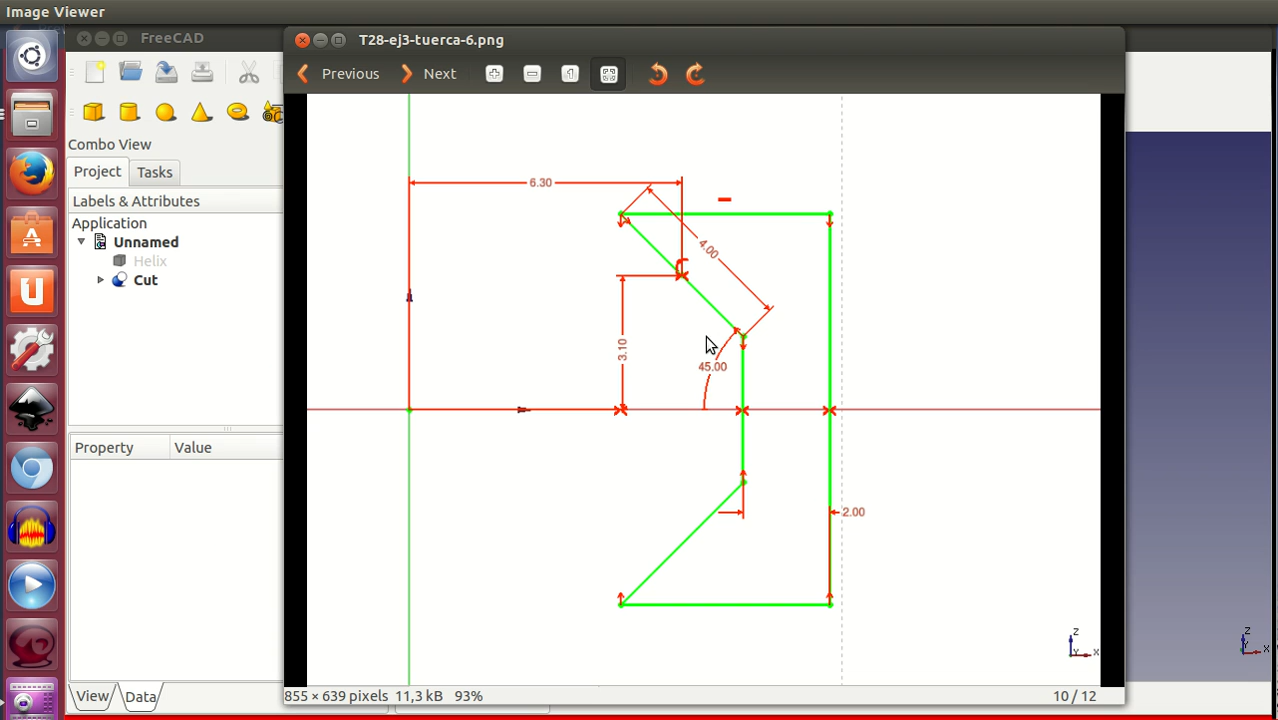 Image Viewer
FreeCAD
T28-ej3-tuerca-6.png
Previous
Next
Combo View
Project
Tasks
Labels & Attributes
Application
Unnamed
Helix
Cut
Property
Value
View
Data
6.30
4.00
3.10
45.00
2.00
Z
Y
X
Z
Y
X
855 × 639 pixels 11,3 kB 93%
10 / 12